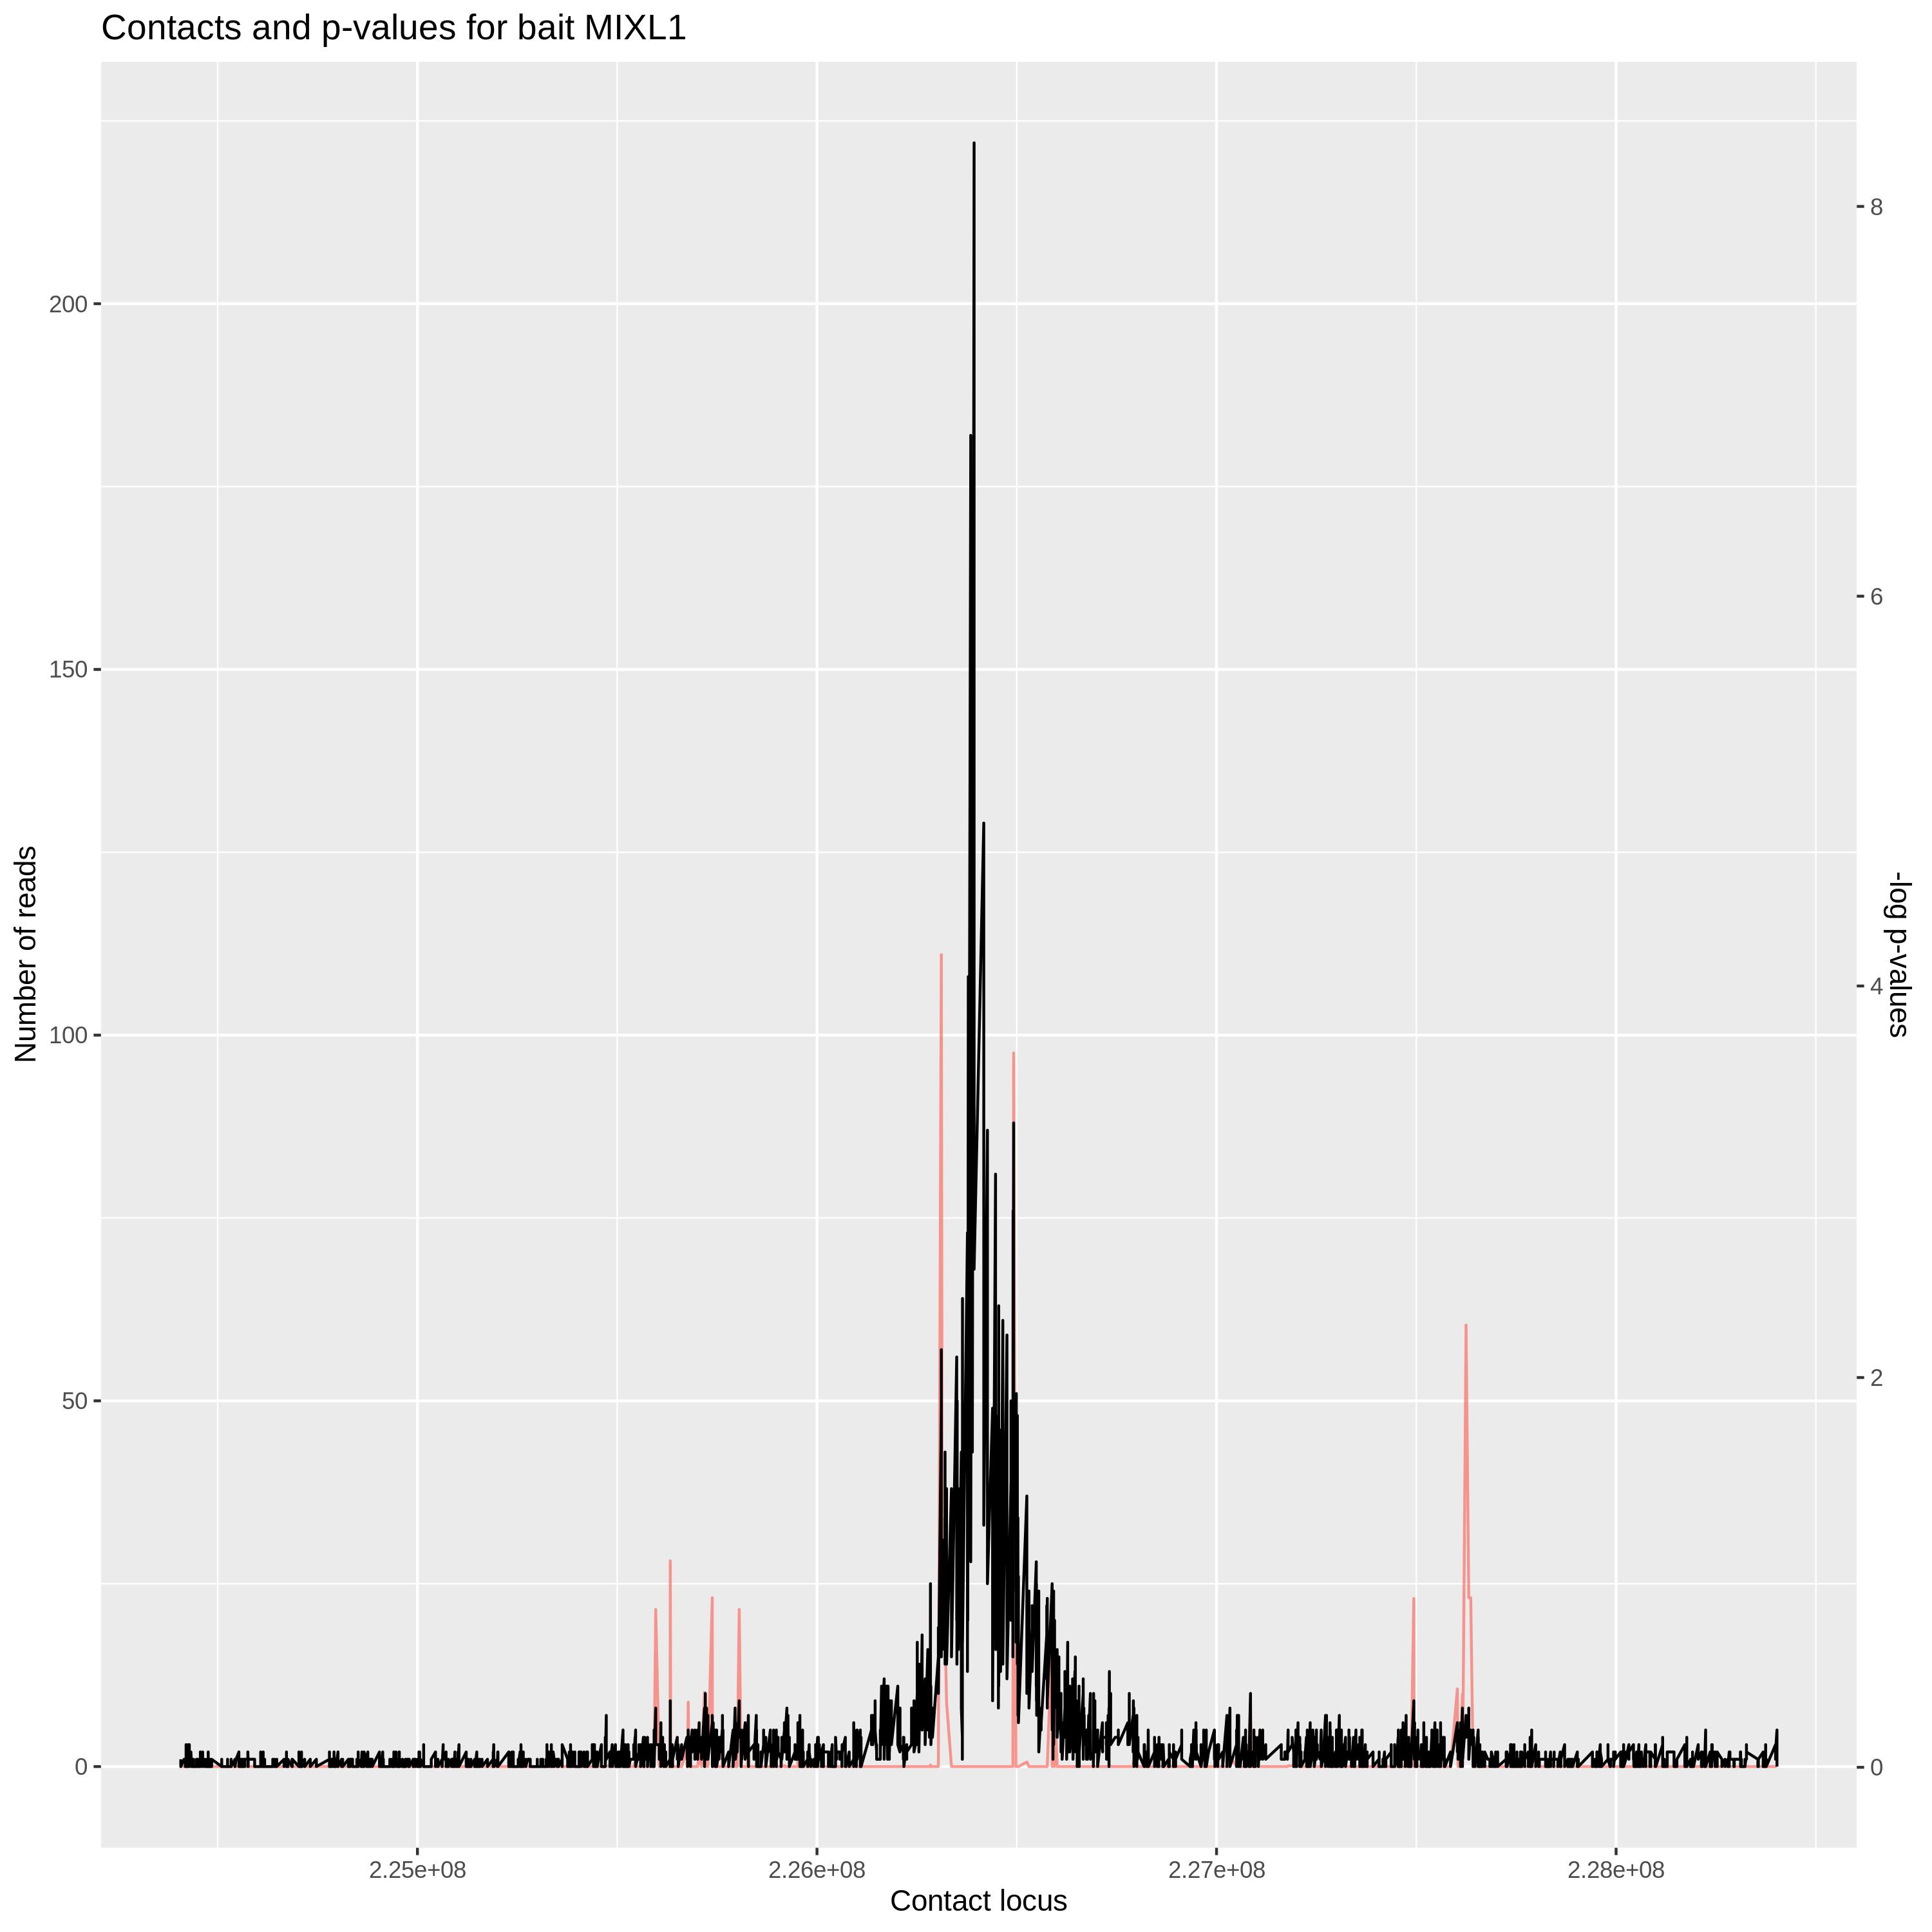 Contacts and p-values for bait MIXL1
Number of reads
200
150
100
50
0
8
6
4
2
0
-log p-values
2.25e+08
2.26e+08
2.27e+08
2.28e+08
Contact locus